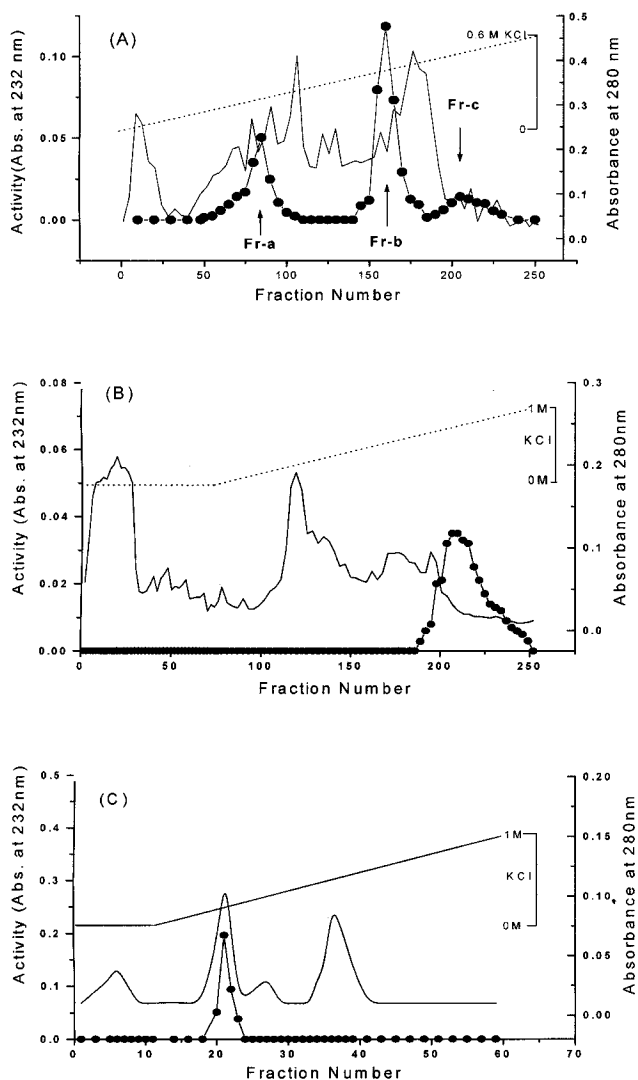 (A)
Activity(Abs. at 232 nm)
0.10
0.05
0.00
0.6 M KCl
0
Fr-a
Fr-b
Fr-c
0.5
0.4
0.3
0.2
0.1
0.0
Absorbance at 280 nm
0 50 100 150 200 250
Fraction Number
(B)
Activity (Abs. at 232nm)
0.08
0.06
0.04
0.02
0.00
1M
KCl
0M
0.3
0.2
0.1
0.0
Absorbance at 280nm
0 50 100 150 200 250
Fraction Number
(C)
Activity (Abs. at 232nm)
0.5
0.4
0.3
0.2
0.1
0.0
1M
KCl
0M
0.20
0.15
0.10
0.05
0.00
Absorbance at 280nm
0 10 20 30 40 50 60 70
Fraction Number